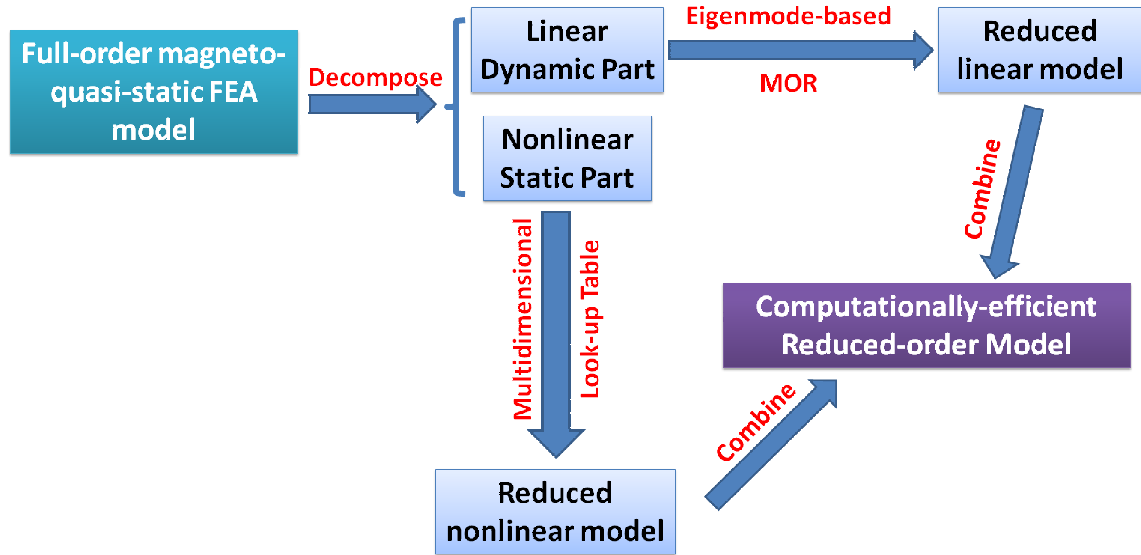 Full-order magneto-
quasi-static FEA
model
Decompose
Linear
Dynamic Part
Nonlinear
Static Part
Eigenmode-based
MOR
Reduced
linear model
Combine
Multidimensional
Look-up Table
Computationally-efficient
Reduced-order Model
Combine
Reduced
nonlinear model